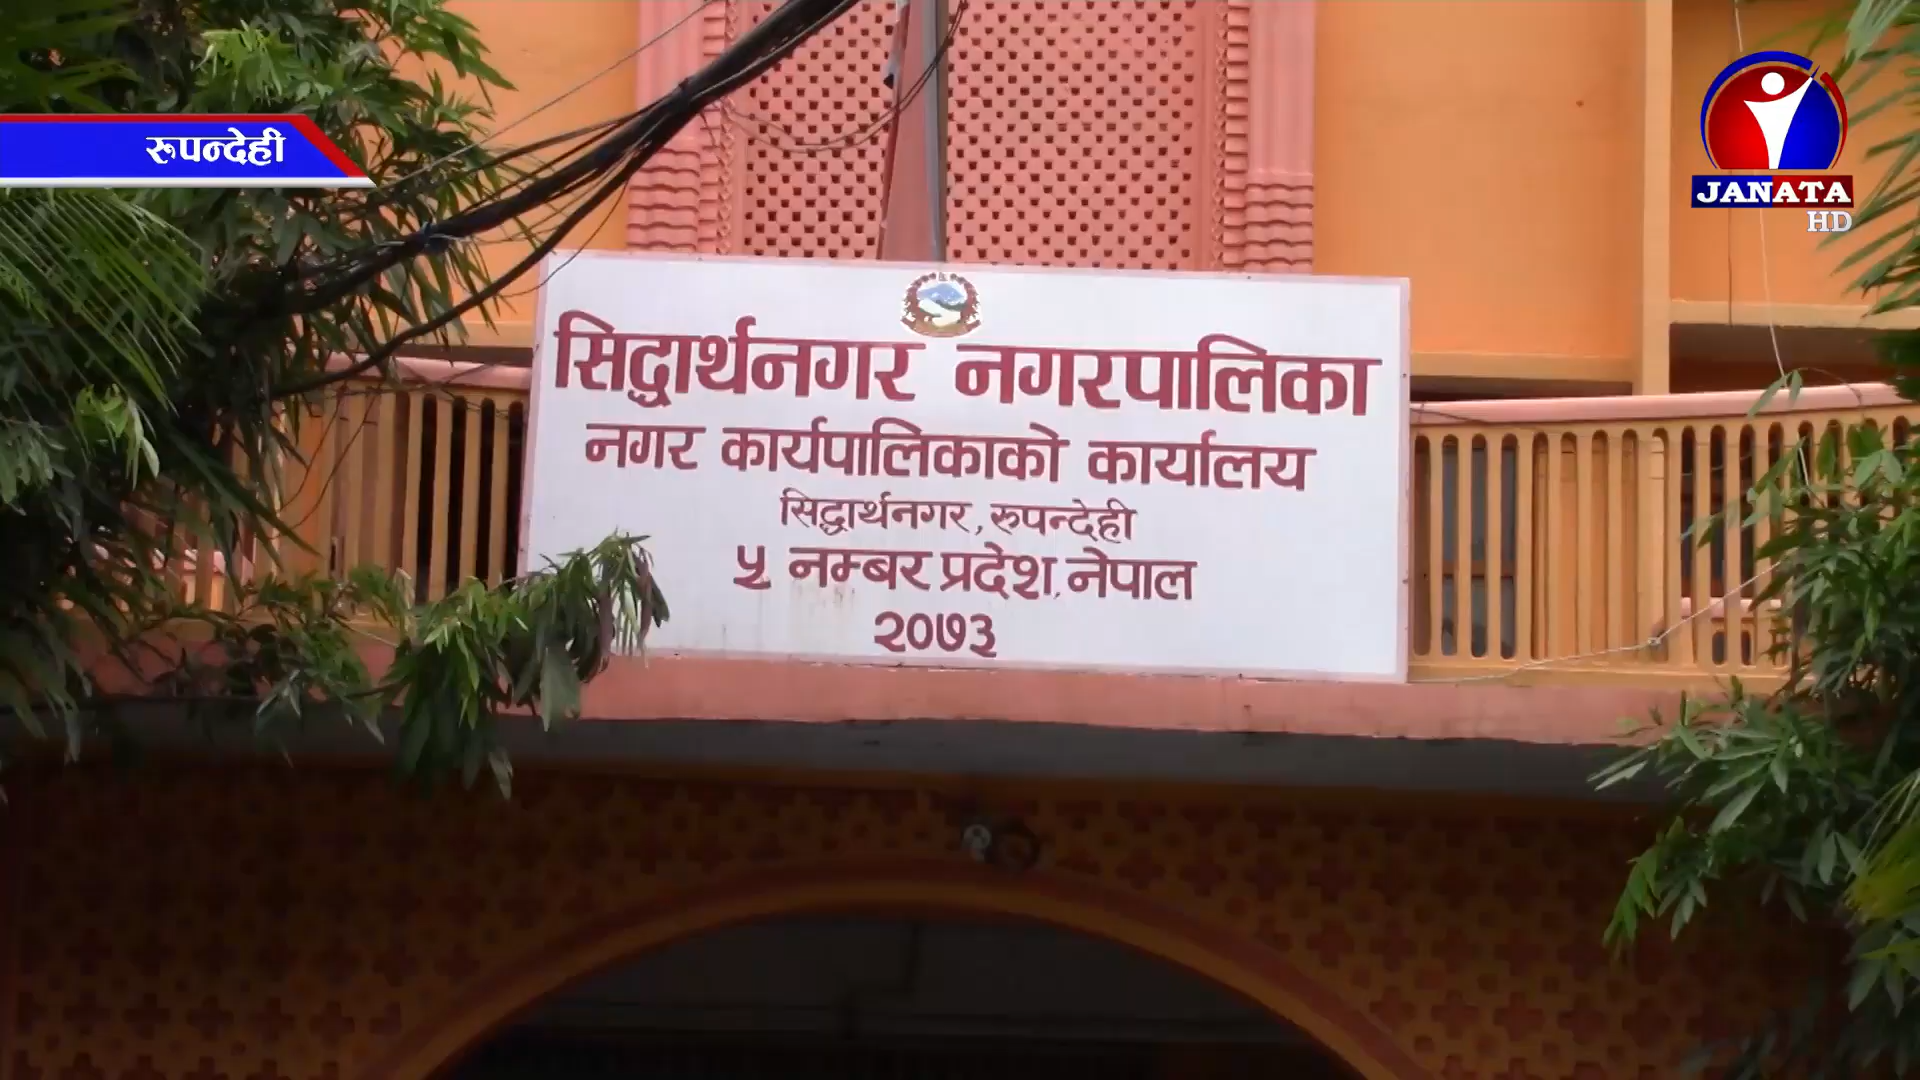 रुपन्देही
JANATA
HD
सिद्धार्थनगर नगरपालिका
नगर कार्यपालिकाको कार्यालय
सिद्धार्थनगर, रुपन्देही
५ नम्बर प्रदेश, नेपाल
२०७३